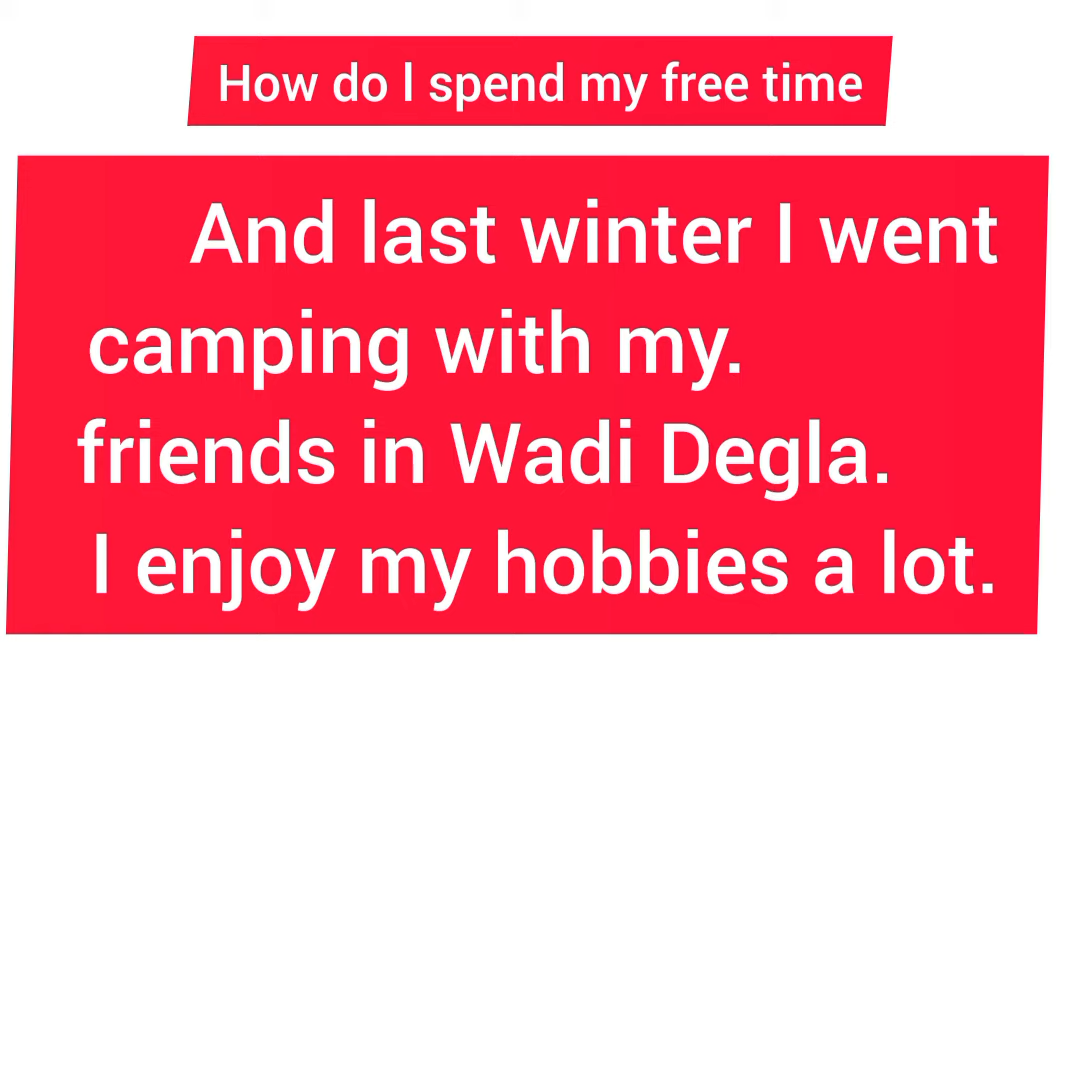 How do I spend my free time
And last winter I went
camping with my.
friends in Wadi Degla.
I enjoy my hobbies a lot.